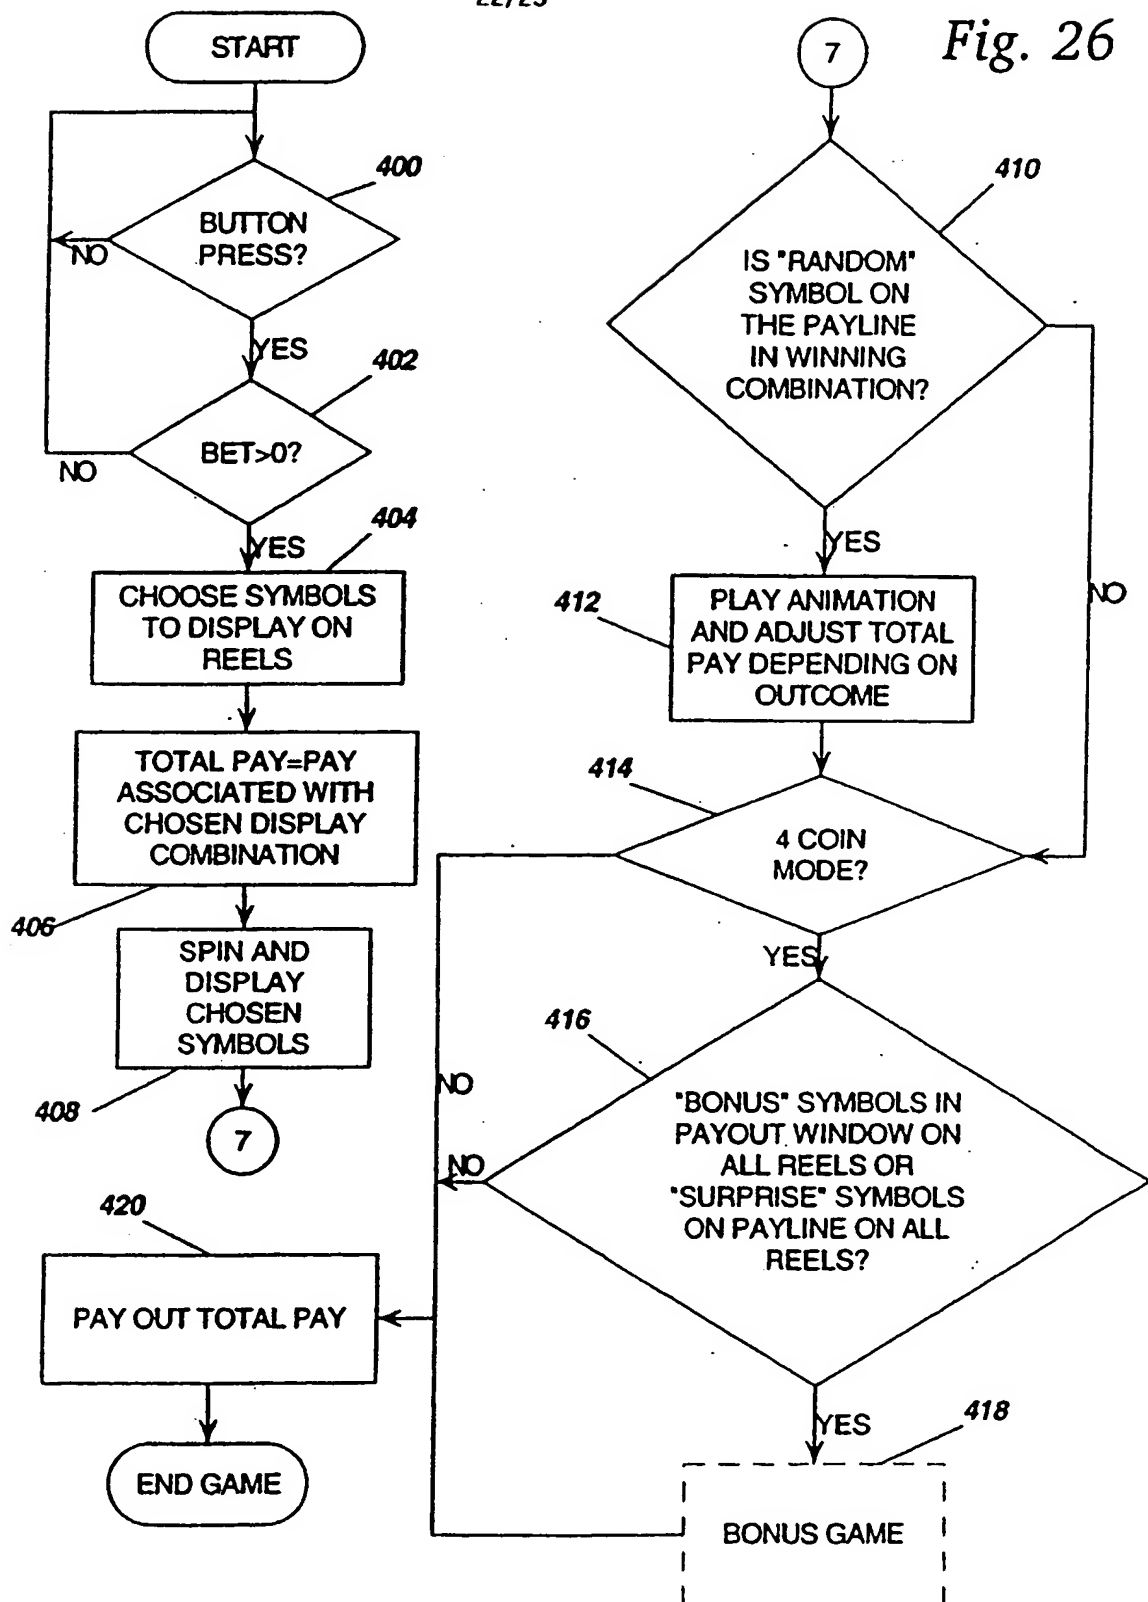 22/25
Fig. 26
START
400
BUTTON
PRESS?
NO
YES
402
BET>0?
NO
YES
404
CHOOSE SYMBOLS
TO DISPLAY ON
REELS
TOTAL PAY=PAY
ASSOCIATED WITH
CHOSEN DISPLAY
COMBINATION
406
SPIN AND
DISPLAY
CHOSEN
SYMBOLS
408
7
420
PAY OUT TOTAL PAY
END GAME
7
410
IS "RANDOM"
SYMBOL ON
THE PAYLINE
IN WINNING
COMBINATION?
YES
NO
412
PLAY ANIMATION
AND ADJUST TOTAL
PAY DEPENDING ON
OUTCOME
414
4 COIN
MODE?
YES
NO
416
"BONUS" SYMBOLS IN
PAYOUT WINDOW ON
ALL REELS OR
"SURPRISE" SYMBOLS
ON PAYLINE ON ALL
REELS?
NO
YES
418
BONUS GAME